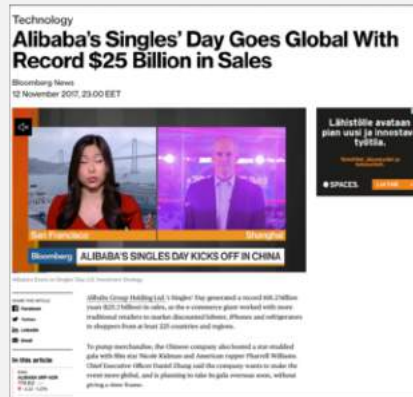 Technology
Alibaba's Singles' Day Goes Global With
Record $25 Billion in Sales
Bloomberg News
12 November 2017, 23:00 EET
San Francisco
Shanghai
Bloomberg ALIBABA'S SINGLES DAY KICKS OFF IN CHINA
Lähistölle avataan
pian uusi ja innostava
työtila.
SPACES.
SHARE THIS ARTICLE
Facebook
Twitter
LinkedIn
Email
In this article
Alibaba Group Holding Ltd.'s Singles' Day generated a record 168.2 billion
yuan ($25.3 billion) in sales, as the e-commerce giant worked with more
traditional retailers to market discounted lobster, iPhones and refrigerators
to shoppers from at least 225 countries and regions.
To pump merchandise, the Chinese company also hosted a star-studded
gala with film star Nicole Kidman and American rapper Pharrell Williams.
Chief Executive Officer Daniel Zhang said the company wants to make the
event more global, and is planning to take its gala overseas soon, without
giving a time frame.